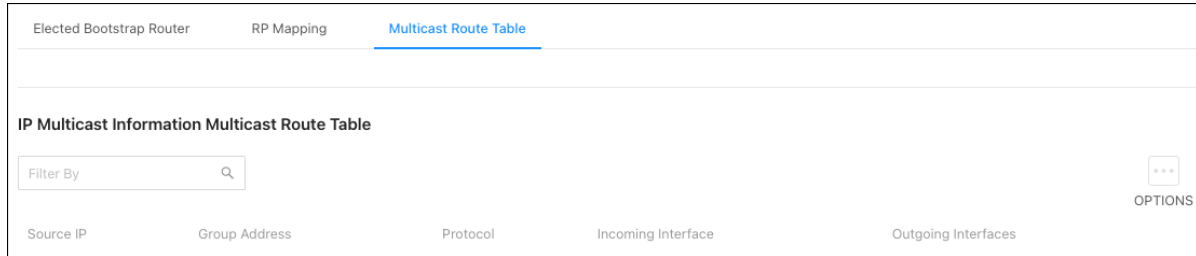 Elected Bootstrap Router RP Mapping Multicast Route Table
IP Multicast Information Multicast Route Table
Filter By
OPTIONS
Source IP Group Address Protocol Incoming Interface Outgoing Interfaces